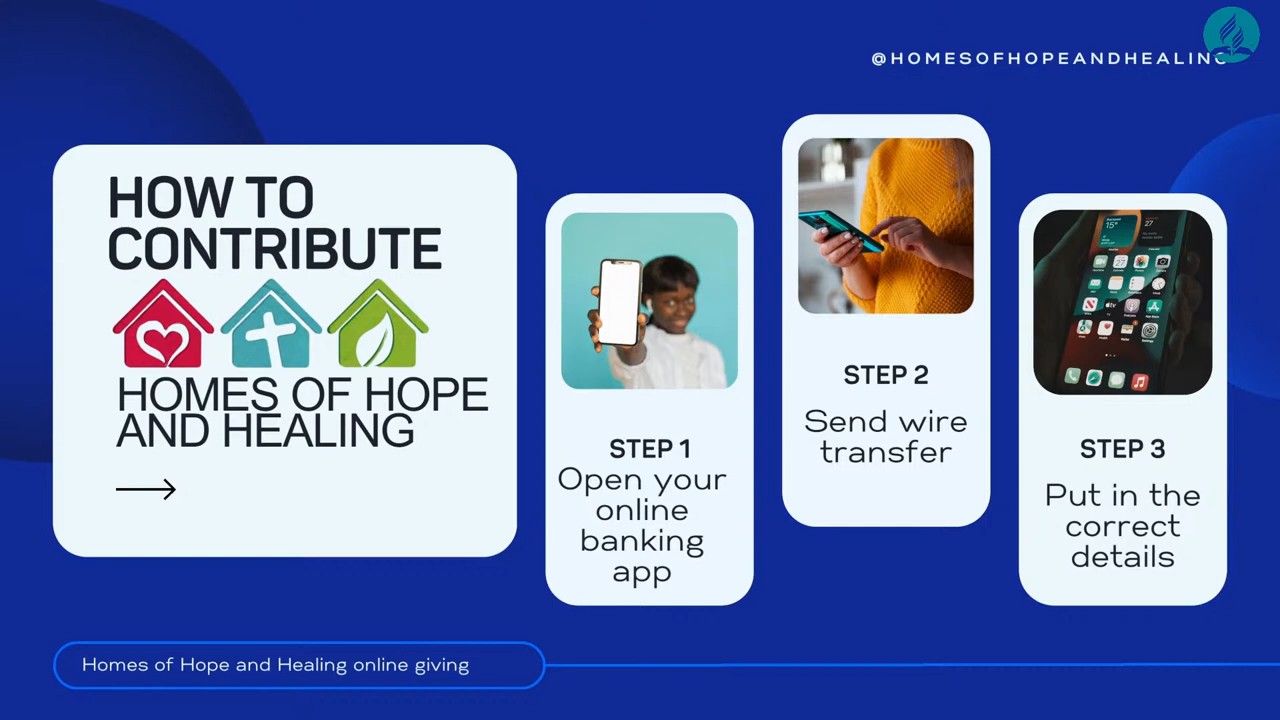 @HOMESOFHOPEANDHEALING
HOW TO
CONTRIBUTE
HOMES OF HOPE
AND HEALING
STEP 1
Open your
online
banking
app
STEP 2
Send wire
transfer
STEP 3
Put in the
correct
details
Homes of Hope and Healing online giving